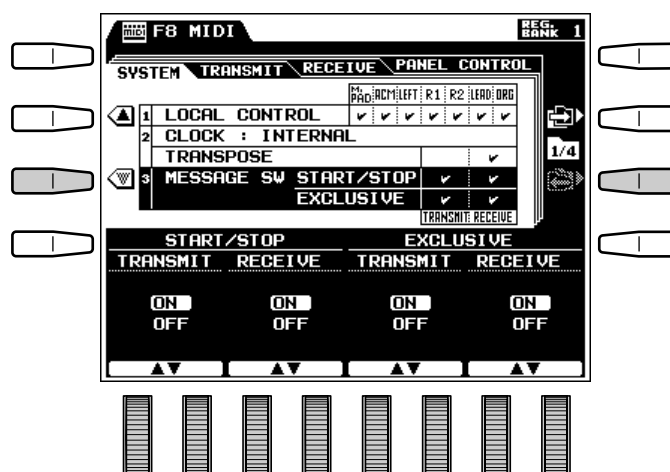 MIDI F8 MIDI
REG. BANK 1
SYSTEM TRANSMIT RECEIVE PANEL CONTROL
M. PAD ACM LEFT R1 R2 LEAD ORG
1 LOCAL CONTROL
2 CLOCK : INTERNAL
TRANSPOSE
1/4
3 MESSAGE SW START/STOP
EXCLUSIVE
TRANSMIT RECEIVE
START/STOP EXCLUSIVE
TRANSMIT RECEIVE TRANSMIT RECEIVE
ON ON ON ON
OFF OFF OFF OFF